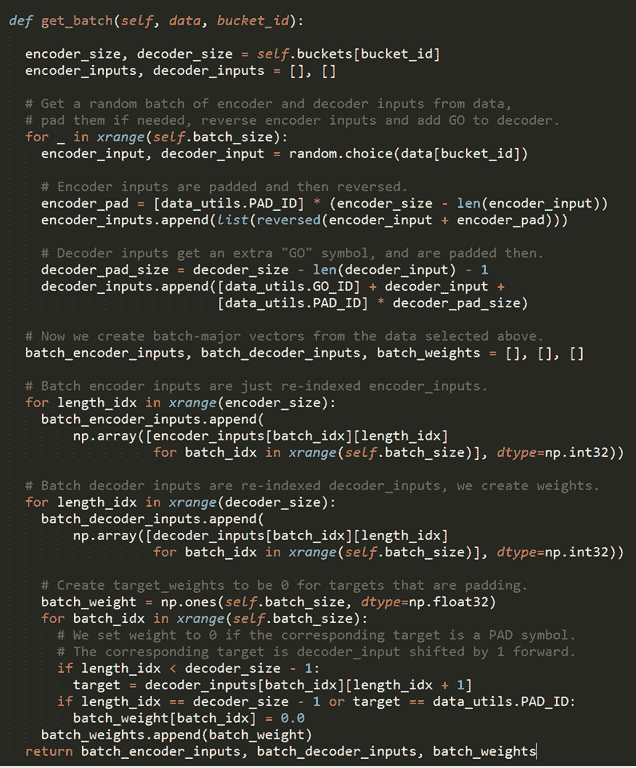 def get_batch(self, data, bucket_id):
encoder_size, decoder_size = self.buckets[bucket_id]
encoder_inputs, decoder_inputs = [], []
# Get a random batch of encoder and decoder inputs from data,
# pad them if needed, reverse encoder inputs and add GO to decoder.
for _ in xrange(self.batch_size):
encoder_input, decoder_input = random.choice(data[bucket_id])
# Encoder inputs are padded and then reversed.
encoder_pad = [data_utils.PAD_ID] * (encoder_size - len(encoder_input))
encoder_inputs.append(list(reversed(encoder_input + encoder_pad)))
# Decoder inputs get an extra "GO" symbol, and are padded then.
decoder_pad_size = decoder_size - len(decoder_input) - 1
decoder_inputs.append([data_utils.GO_ID] + decoder_input +
[data_utils.PAD_ID] * decoder_pad_size)
# Now we create batch-major vectors from the data selected above.
batch_encoder_inputs, batch_decoder_inputs, batch_weights = [], [], []
# Batch encoder inputs are just re-indexed encoder_inputs.
for length_idx in xrange(encoder_size):
batch_encoder_inputs.append(
np.array([encoder_inputs[batch_idx][length_idx]
for batch_idx in xrange(self.batch_size)], dtype=np.int32))
# Batch decoder inputs are re-indexed decoder_inputs, we create weights.
for length_idx in xrange(decoder_size):
batch_decoder_inputs.append(
np.array([decoder_inputs[batch_idx][length_idx]
for batch_idx in xrange(self.batch_size)], dtype=np.int32))
# Create target_weights to be 0 for targets that are padding.
batch_weight = np.ones(self.batch_size, dtype=np.float32)
for batch_idx in xrange(self.batch_size):
# We set weight to 0 if the corresponding target is a PAD symbol.
# The corresponding target is decoder_input shifted by 1 forward.
if length_idx < decoder_size - 1:
target = decoder_inputs[batch_idx][length_idx + 1]
if length_idx == decoder_size - 1 or target == data_utils.PAD_ID:
batch_weight[batch_idx] = 0.0
batch_weights.append(batch_weight)
return batch_encoder_inputs, batch_decoder_inputs, batch_weights